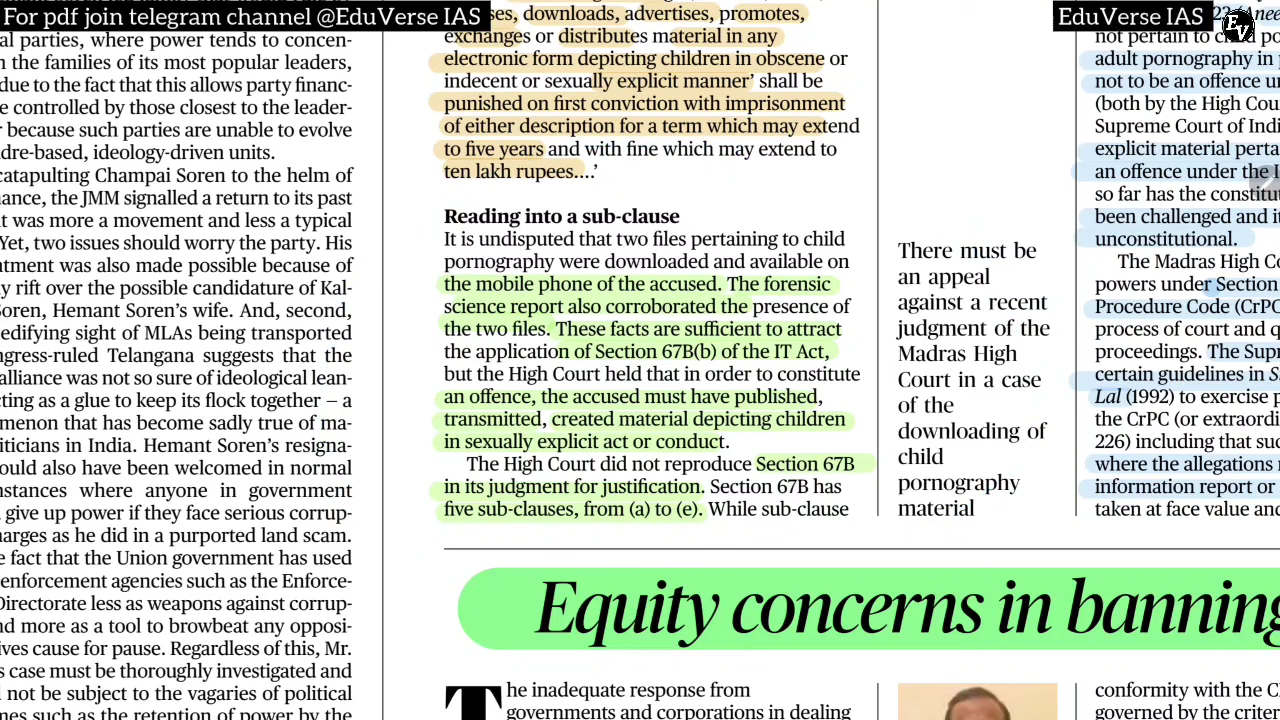 For pdf join telegram channel @EduVerse IAS
EduVerse IAS
al parties, where power tends to concen-
n the families of its most popular leaders,
due to the fact that this allows party financ-
e controlled by those closest to the leader-
r because such parties are unable to evolve
dre-based, ideology-driven units.
catapulting Champai Soren to the helm of
nance, the JMM signalled a return to its past
t was more a movement and less a typical
Yet, two issues should worry the party. His
ntment was also made possible because of
y rift over the possible candidature of Kal-
Soren, Hemant Soren's wife. And, second,
edifying sight of MLAs being transported
ngress-ruled Telangana suggests that the
alliance was not so sure of ideological lean-
cting as a glue to keep its flock together – a
menon that has become sadly true of ma-
iticians in India. Hemant Soren's resigna-
ould also have been welcomed in normal
nstances where anyone in government
give up power if they face serious corrup-
harges as he did in a purported land scam.
e fact that the Union government has used
enforcement agencies such as the Enforce-
Directorate less as weapons against corrup-
nd more as a tool to browbeat any opposi-
ives cause for pause. Regardless of this, Mr.
s case must be thoroughly investigated and
not be subject to the vagaries of political
mes such as the retention of power by the
ses, downloads, advertises, promotes,
exchanges or distributes material in any
electronic form depicting children in obscene or
indecent or sexually explicit manner' shall be
punished on first conviction with imprisonment
of either description for a term which may extend
to five years and with fine which may extend to
ten lakh rupees....'
Reading into a sub-clause
It is undisputed that two files pertaining to child
pornography were downloaded and available on
the mobile phone of the accused. The forensic
science report also corroborated the presence of
the two files. These facts are sufficient to attract
the application of Section 67B(b) of the IT Act,
but the High Court held that in order to constitute
an offence, the accused must have published,
transmitted, created material depicting children
in sexually explicit act or conduct.
The High Court did not reproduce Section 67B
in its judgment for justification. Section 67B has
five sub-clauses, from (a) to (e). While sub-clause
There must be
an appeal
against a recent
judgment of the
Madras High
Court in a case
of the
downloading of
child
pornography
material
not pertain to child po
adult pornography in p
not to be an offence un
(both by the High Cou
Supreme Court of Indi
explicit material perta
an offence under the I
so far has the constitut
been challenged and it
unconstitutional.
The Madras High Co
powers under Section
Procedure Code (CrPC
process of court and q
proceedings. The Supr
certain guidelines in S
Lal (1992) to exercise p
the CrPC (or extraordi
226) including that suc
where the allegations m
information report or
taken at face value and
Equity concerns in banning
The inadequate response from
governments and corporations in dealing
conformity with the C
governed by the criter